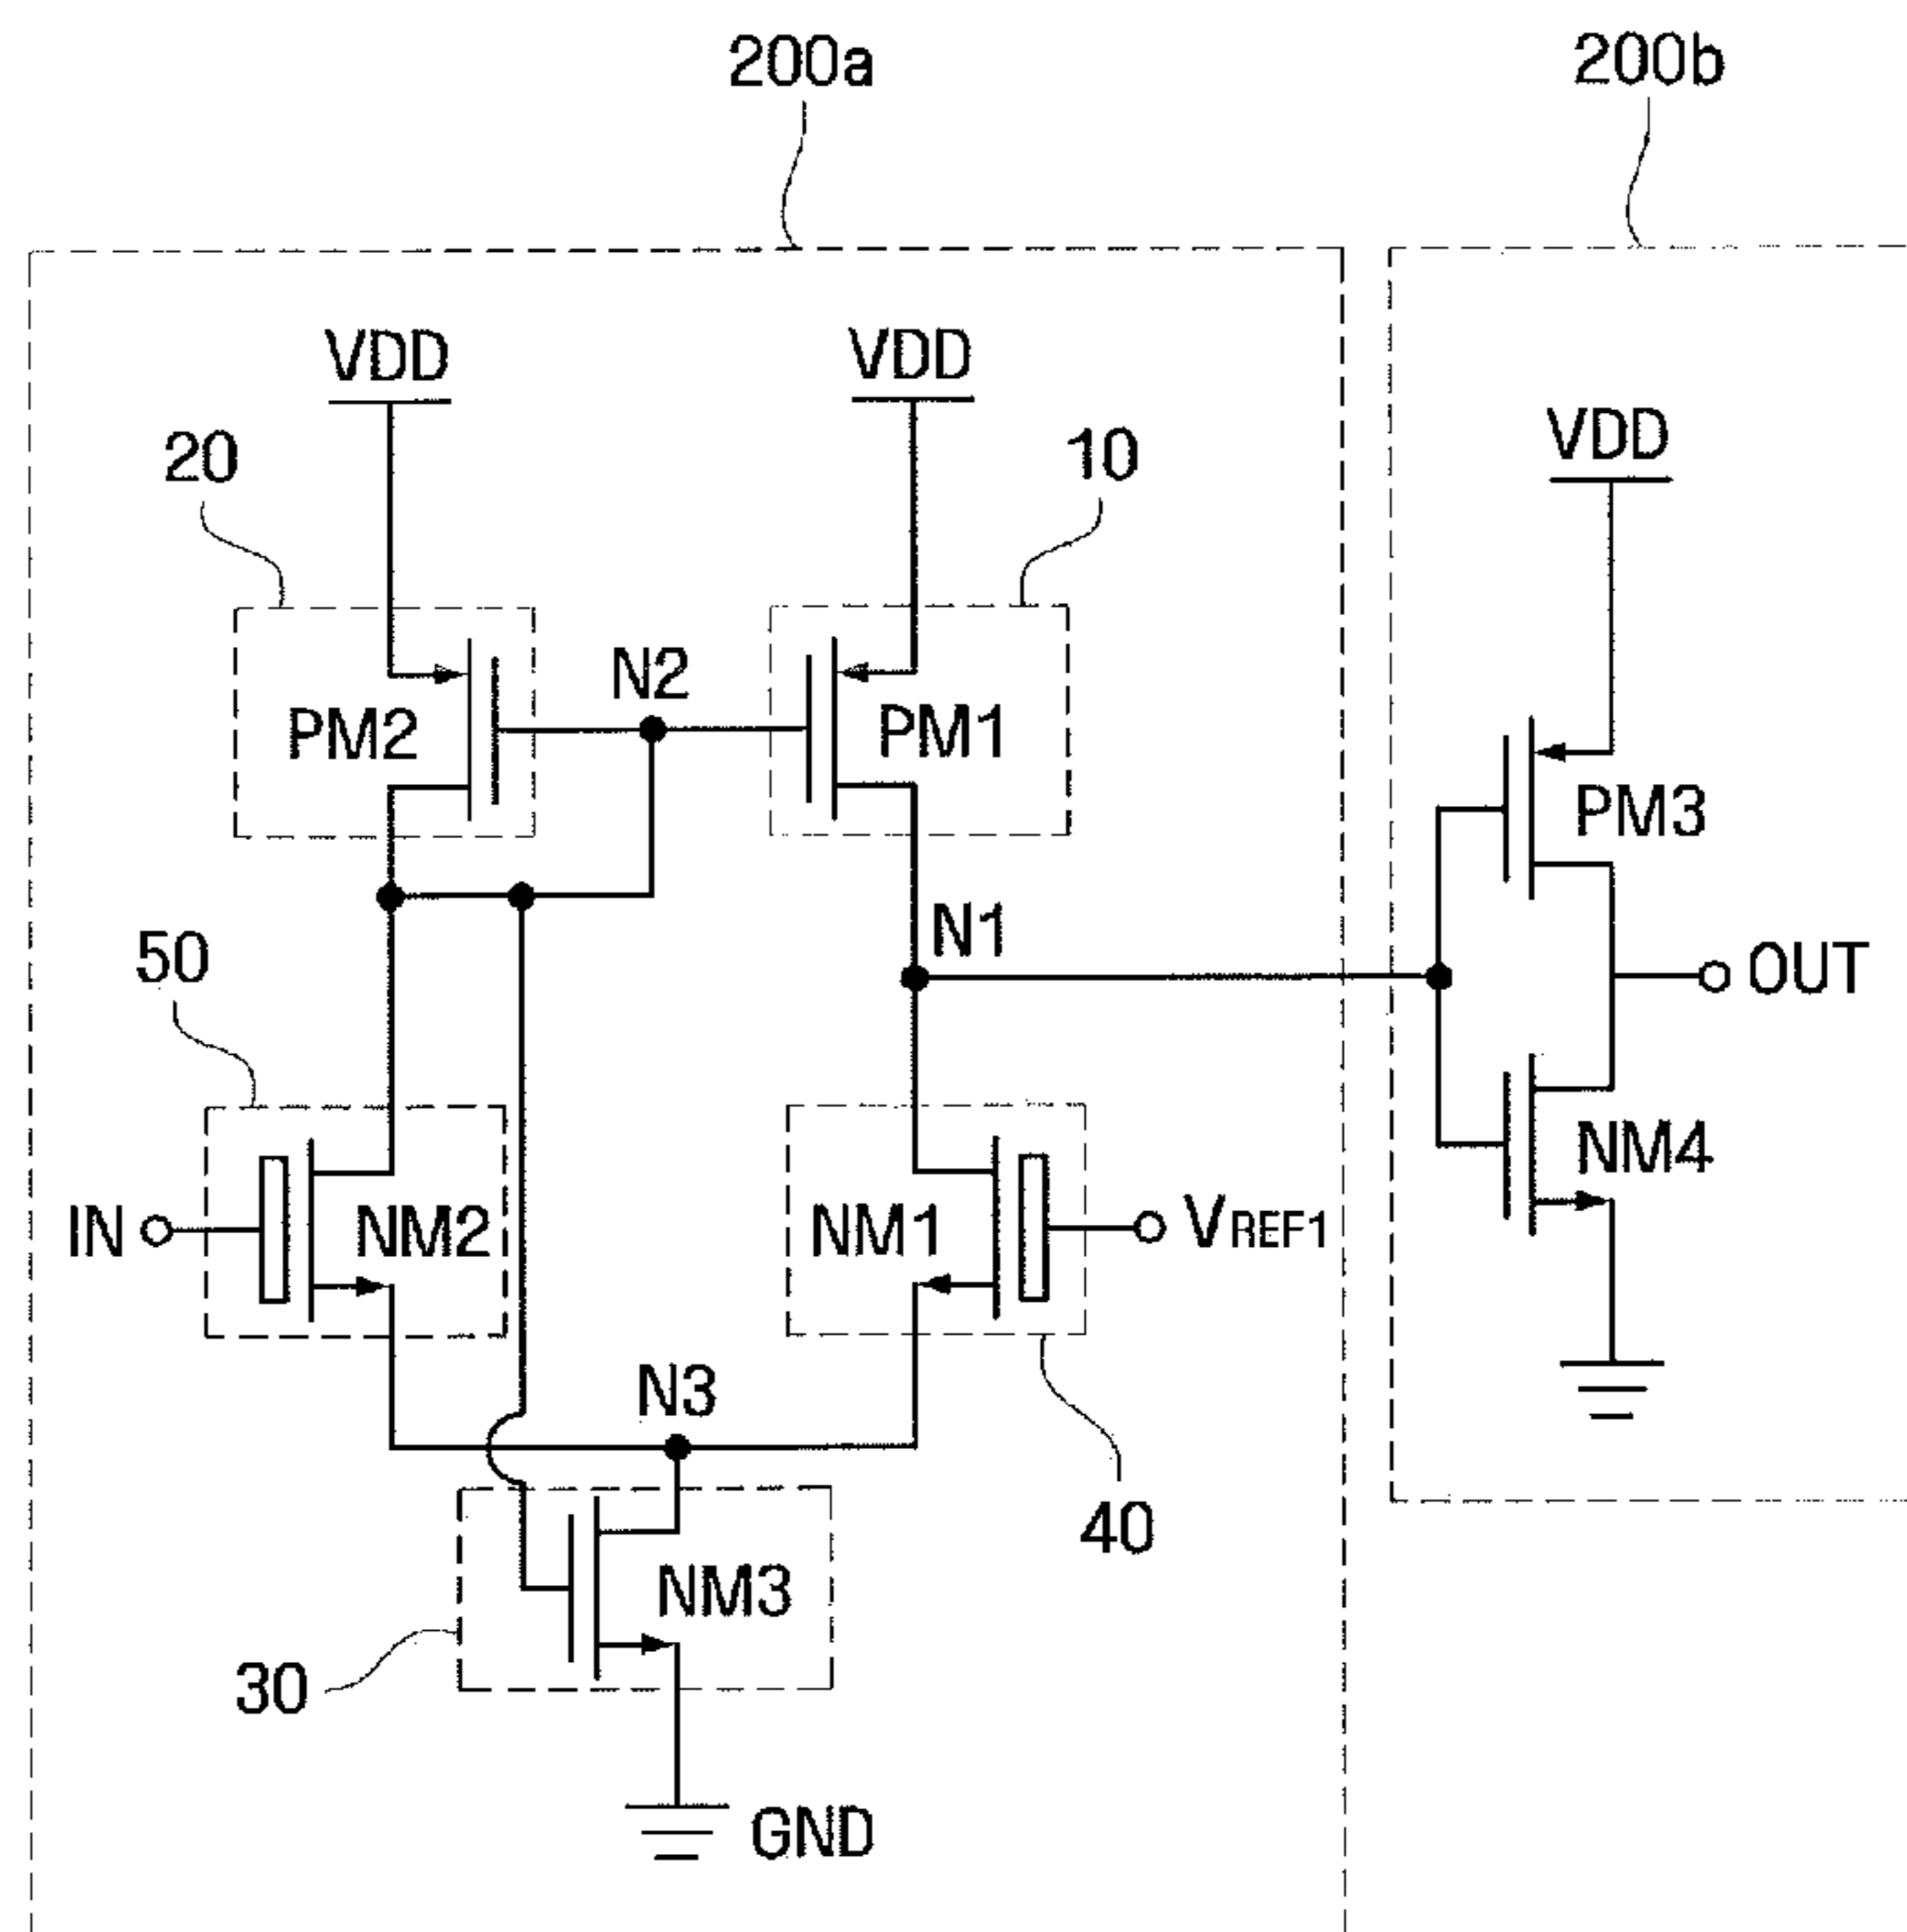 200a
200b
VDD
VDD
VDD
20
10
N2
PM2
PM1
PM3
N1
50
OUT
NM4
IN
NM2
NM1
VREF1
N3
40
NM3
30
GND